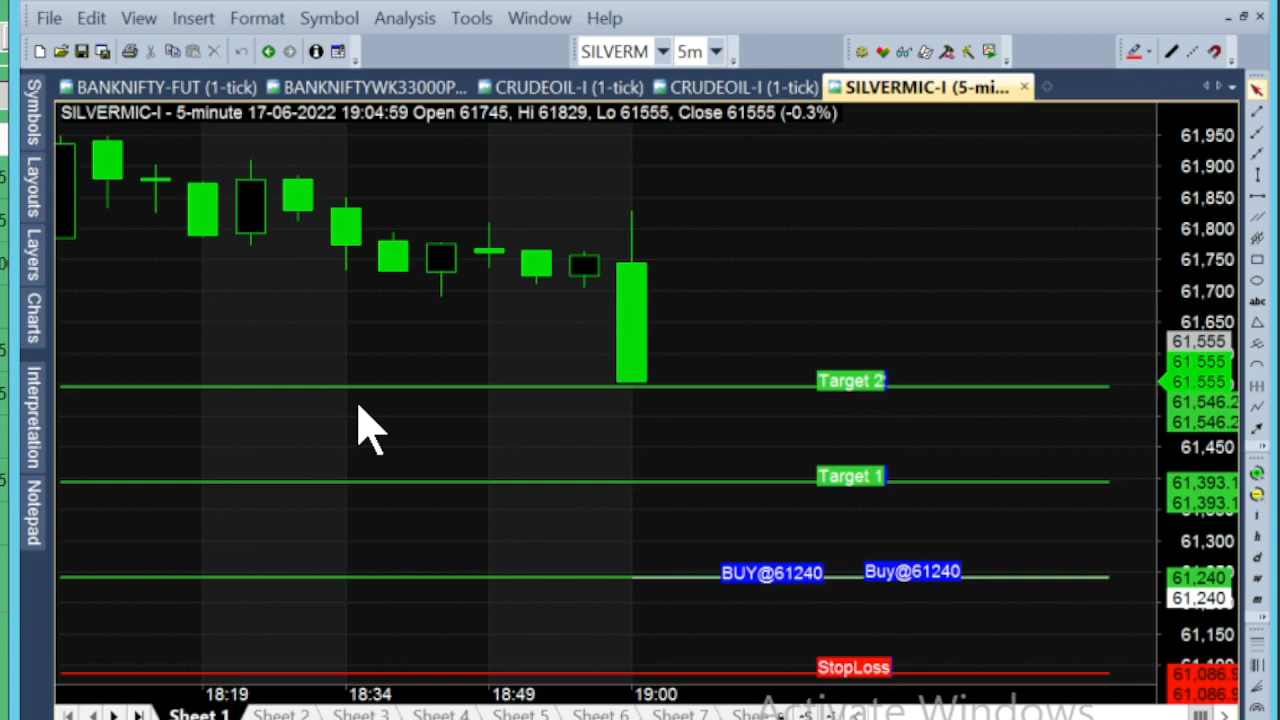 File Edit View Insert Format Symbol Analysis Tools Window Help
SILVERM 5m
BANKNIFTY-FUT (1-tick) BANKNIFTYWK33000P... CRUDEOIL-I (1-tick) CRUDEOIL-I (1-tick) SILVERMIC-I (5-mi...
SILVERMIC-I - 5-minute 17-06-2022 19:04:59 Open 61745, Hi 61829, Lo 61555, Close 61555 (-0.3%)
Symbols
Layouts
Layers
Charts
Interpretation
Notepad
61,950
61,900
61,850
61,800
61,750
61,700
61,650
61,555
61,555
Target 2 61,555
61,546.2
61,546.2
61,450
Target 1 61,393.1
61,393.1
61,300
BUY@61240 Buy@61240 61,240
61,240
61,150
StopLoss 61,086.9
61,086.9
abc
i
h
d
w
m
18:19 18:34 18:49 19:00
Activate Windows
Sheet 1 Sheet 2 Sheet 3 Sheet 4 Sheet 5 Sheet 6 Sheet 7